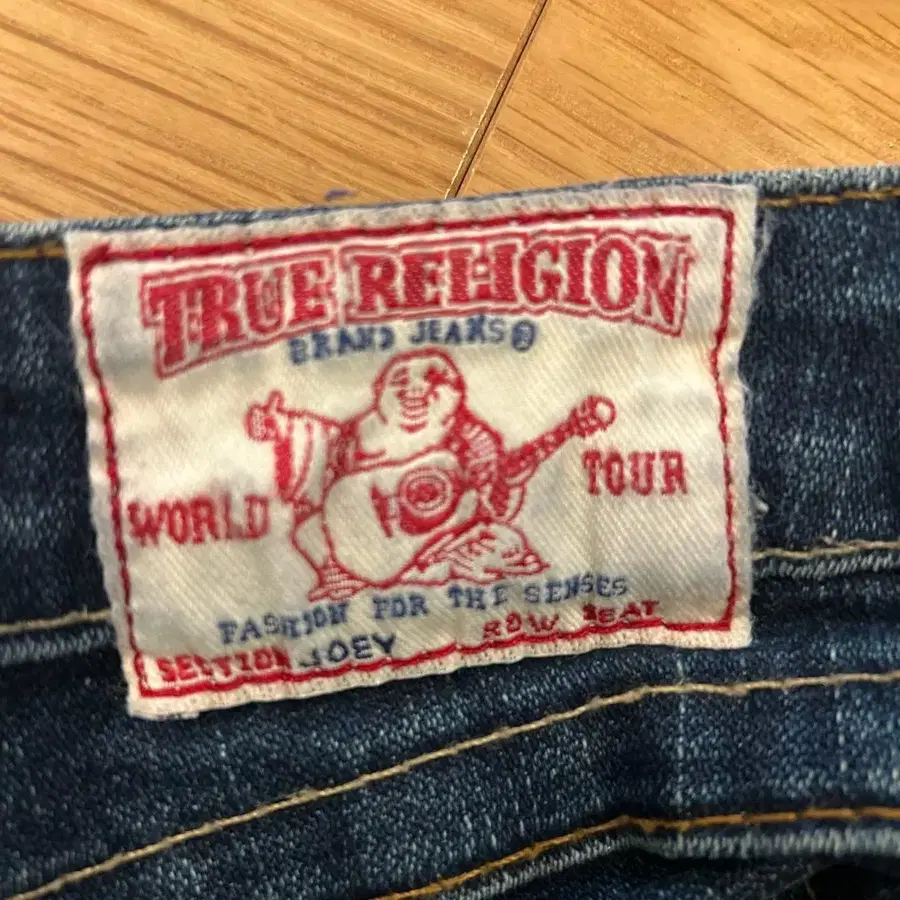 TRUE RELIGION
BRAND JEANS®
WORLD TOUR
FASHION FOR THE SENSES
SECTION JOEY ROW SEAT